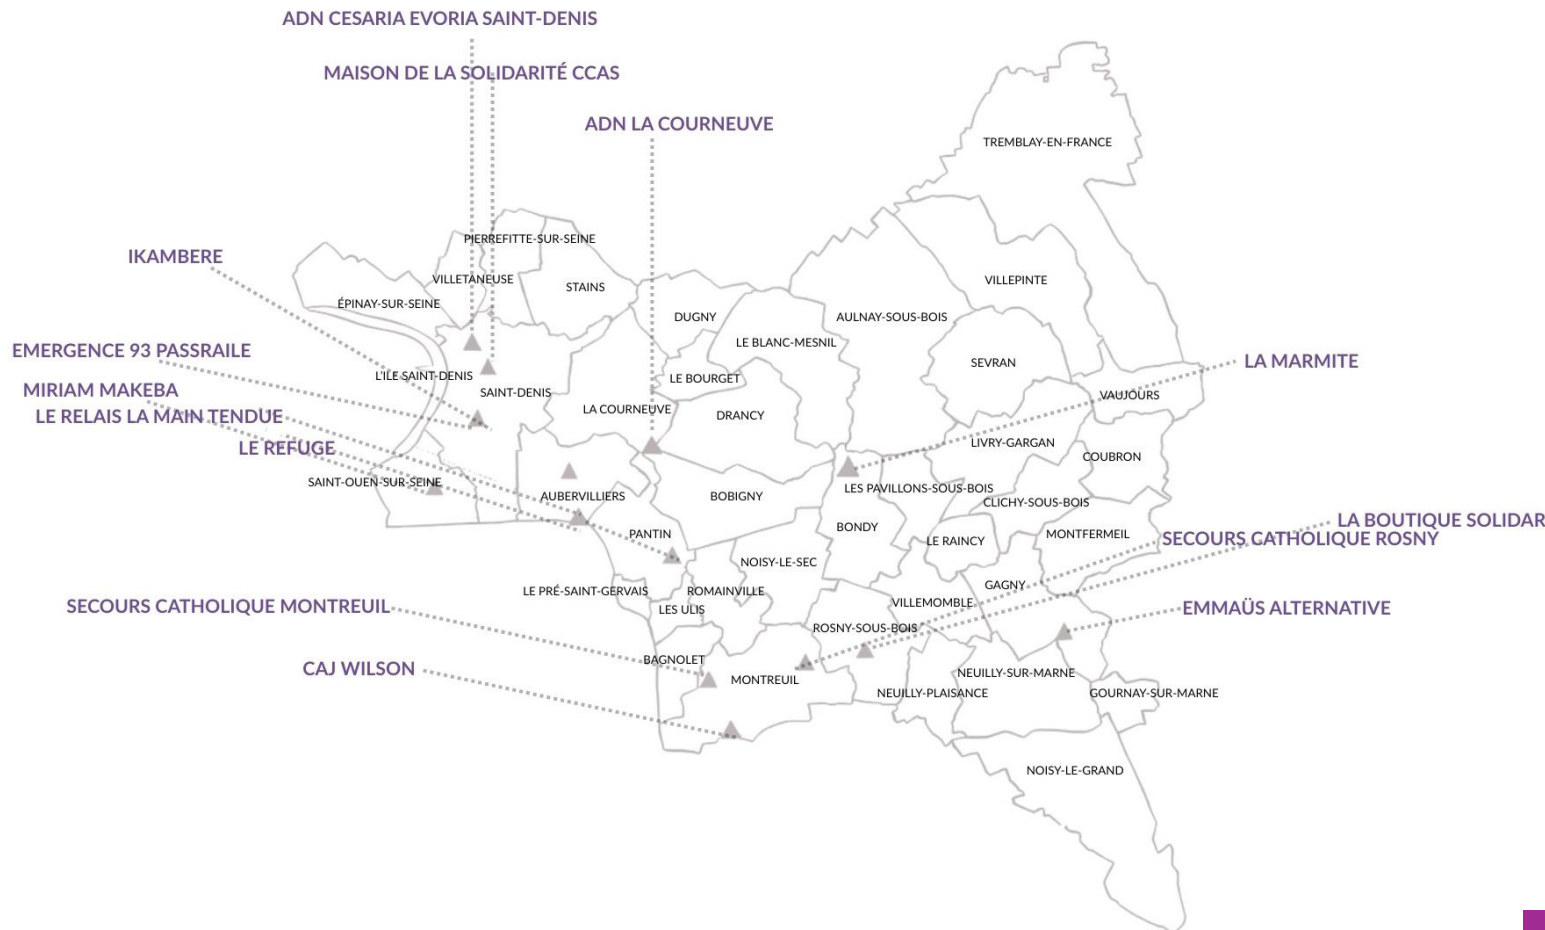 ADN CESARIA EVORIA SAINT-DENIS
MAISON DE LA SOLIDARITÉ CCAS
ADN LA COURNEUVE
TREMBLAY-EN-FRANCE
PIERREFITTE-SUR-SEINE
IKAMBERE
VILLETANEUSE
VILLEPINTE
STAINS
ÉPINAY-SUR-SEINE
DUGNY
AULNAY-SOUS-BOIS
LE BLANC-MESNIL
EMERGENCE 93 PASSRAILE
LA MARMITE
SEVRAN
L'ILE SAINT-DENIS
LE BOURGET
MIRIAM MAKEBA
SAINT-DENIS
VAUJOURS
LA COURNEUVE
LE RELAIS LA MAIN TENDUE
DRANCY
LIVRY-GARGAN
LE REFUGE
COUBRON
SAINT-OUEN-SUR-SEINE
LES PAVILLONS-SOUS-BOIS
AUBERVILLIERS
BOBIGNY
CLICHY-SOUS-BOIS
LA BOUTIQUE SOLIDAR
BONDY
PANTIN
MONTFERMEIL
SECOURS CATHOLIQUE ROSNY
LE RAINCY
NOISY-LE-SEC
GAGNY
LE PRÉ-SAINT-GERVAIS
ROMAINVILLE
VILLEMOMBLE
SECOURS CATHOLIQUE MONTREUIL
LES ULIS
EMMAÜS ALTERNATIVE
ROSNY-SOUS-BOIS
BAGNOLET
CAJ WILSON
NEUILLY-SUR-MARNE
MONTREUIL
NEUILLY-PLAISANCE
GOURNAY-SUR-MARNE
NOISY-LE-GRAND